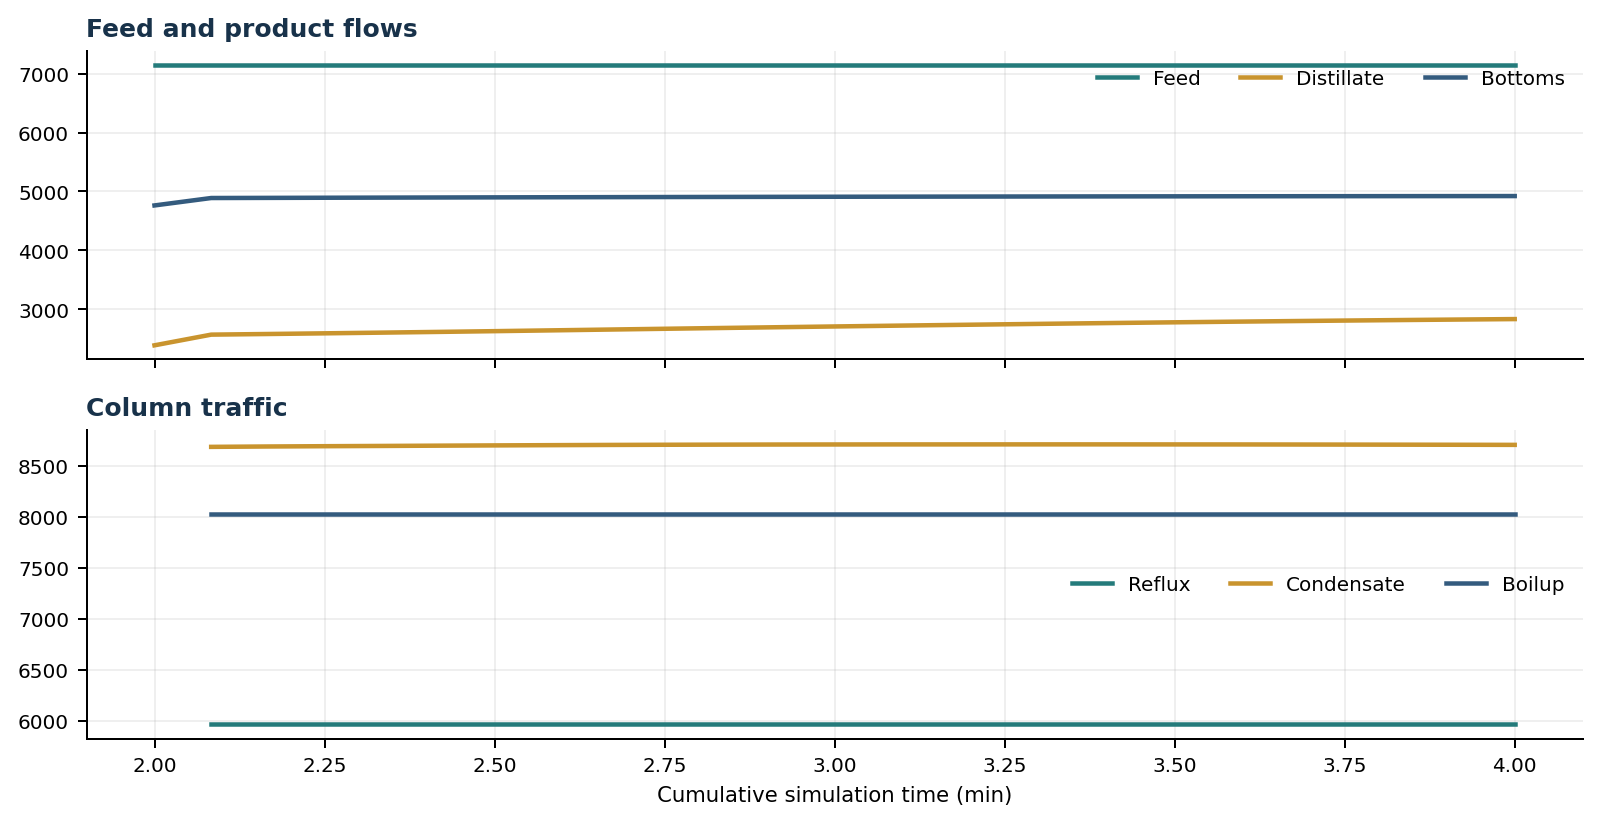 Feed and product flows
7000
6000
5000
4000
3000
Feed Distillate Bottoms
Column traffic
8500
8000
7500
7000
6500
6000
Reflux Condensate Boilup
2.00 2.25 2.50 2.75 3.00 3.25 3.50 3.75 4.00
Cumulative simulation time (min)